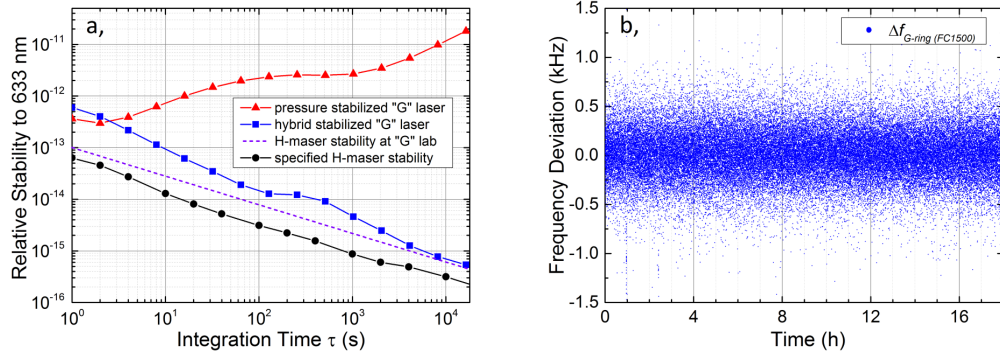 a,
Relative Stability to 633 nm
10⁻¹¹
10⁻¹²
10⁻¹³
10⁻¹⁴
10⁻¹⁵
10⁻¹⁶
pressure stabilized "G" laser
hybrid stabilized "G" laser
H-maser stability at "G" lab
specified H-maser stability
10⁰ 10¹ 10² 10³ 10⁴
Integration Time τ (s)
b,
Frequency Deviation (kHz)
1.5
1.0
0.5
0.0
-0.5
-1.0
-1.5
Δf G-ring (FC1500)
0 4 8 12 16
Time (h)